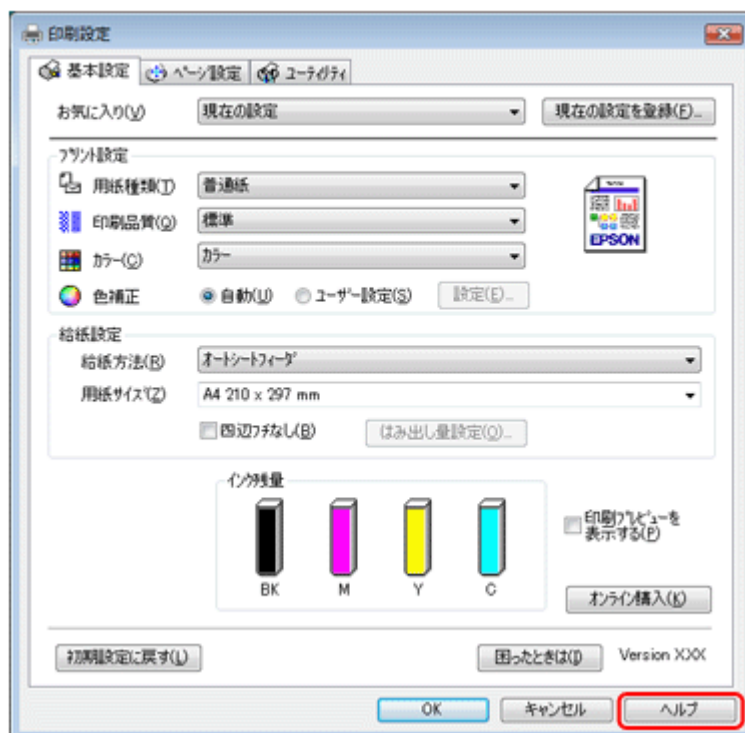 印刷設定
基本設定 ページ設定 ユーティリティ
お気に入り(V) 現在の設定 現在の設定を登録(F)...
プリント設定
用紙種類(T) 普通紙
印刷品質(Q) 標準
カラー(C) カラー
EPSON
色補正 自動(U) ユーザー設定(S) 設定(E)...
給紙設定
給紙方法(R) オートシートフィーダ
用紙サイズ(Z) A4 210 x 297 mm
四辺フチなし(B) はみ出し量設定(O)...
インク残量
BK M Y C
印刷プレビューを
表示する(P)
オンライン購入(K)
初期設定に戻す(L) 困ったときは(I) Version X.XX
OK キャンセル ヘルプ